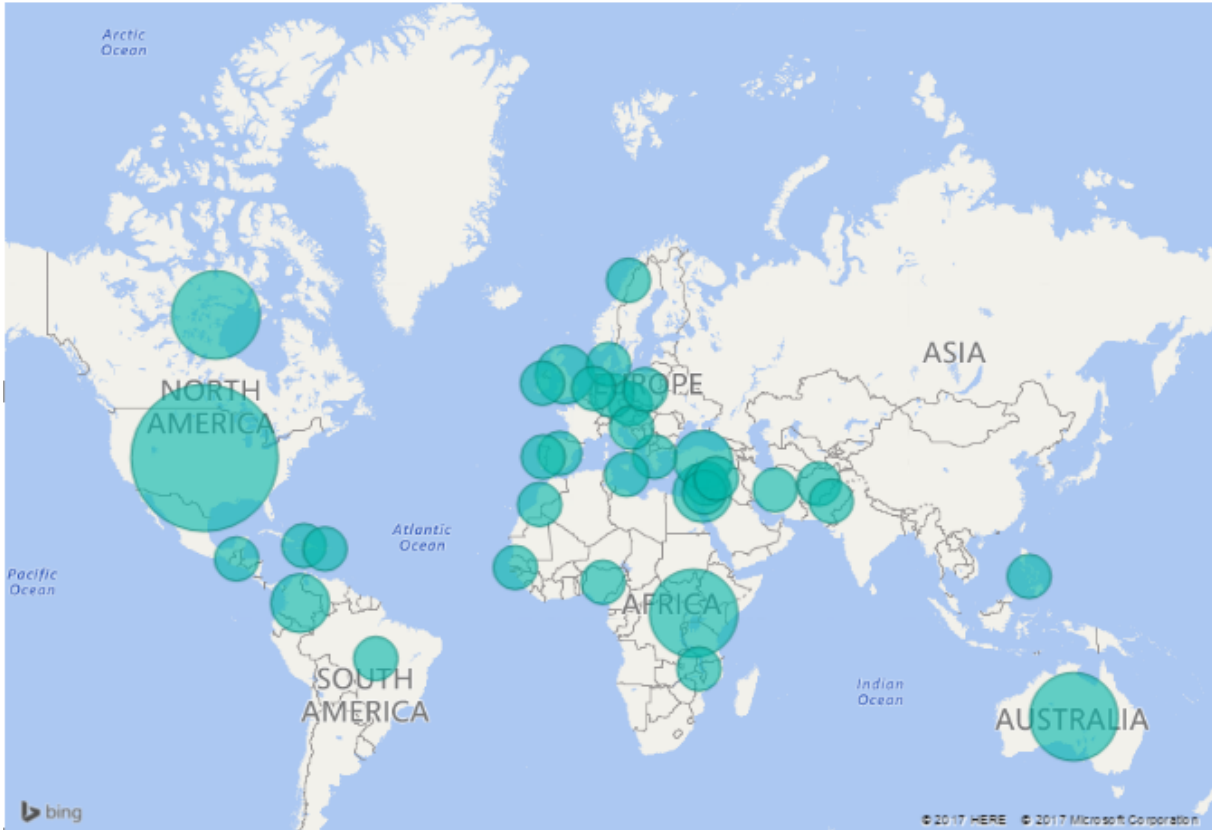 Arctic
Ocean
ASIA
NORTH
AMERICA
EUROPE
Atlantic
Ocean
Pacific
Ocean
AFRICA
SOUTH
AMERICA
Indian
Ocean
AUSTRALIA
bing
© 2017 HERE © 2017 Microsoft Corporation